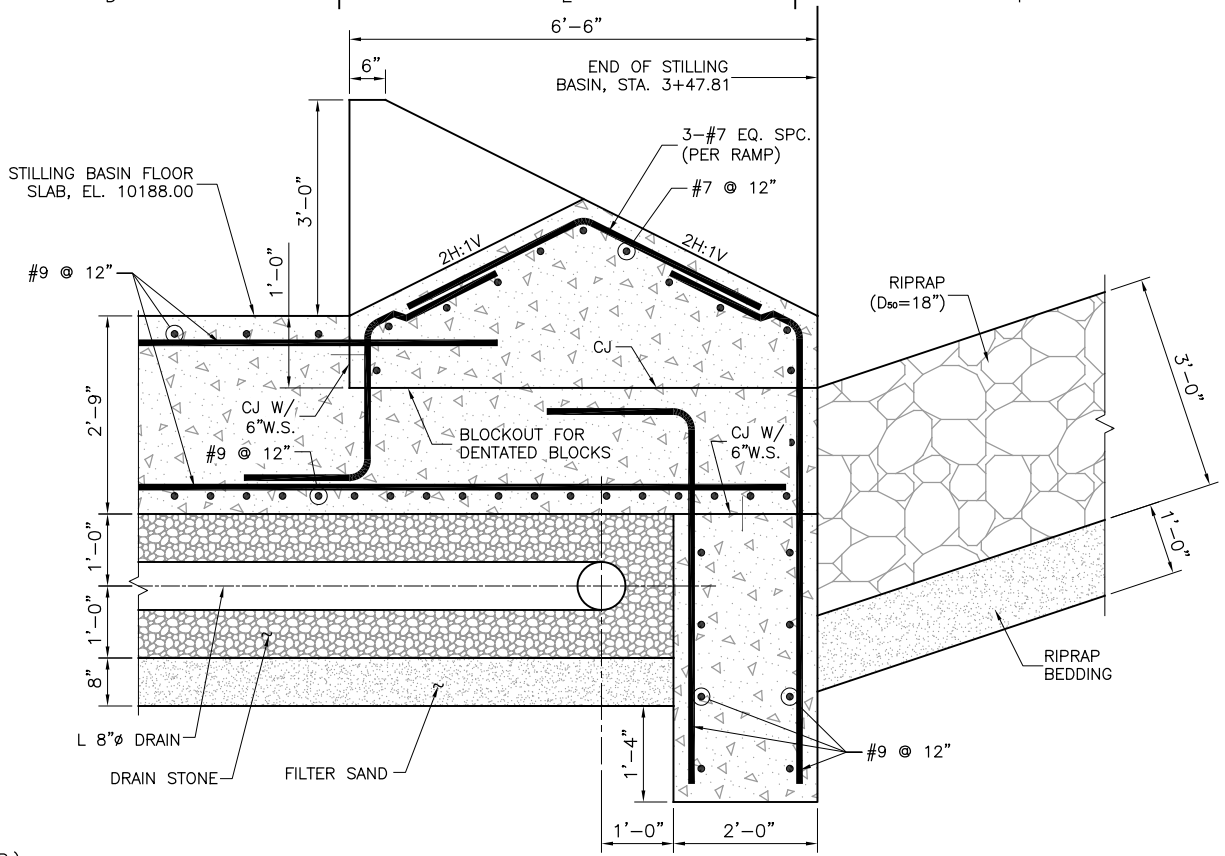 6'-6"
6"
END OF STILLING
BASIN, STA. 3+47.81
3-#7 EQ. SPC.
(PER RAMP)
#7 @ 12"
STILLING BASIN FLOOR
SLAB, EL. 10188.00
3'-0"
2H:1V
2H:1V
#9 @ 12"
1'-0"
RIPRAP
(D50=18")
CJ
3'-0"
2'-9"
CJ W/
6"W.S.
BLOCKOUT FOR
DENTATED BLOCKS
CJ W/
6"W.S.
#9 @ 12"
1'-0"
1'-0"
1'-0"
8"
RIPRAP
BEDDING
L 8"ø DRAIN
DRAIN STONE
FILTER SAND
1'-4"
#9 @ 12"
1'-0"
2'-0"